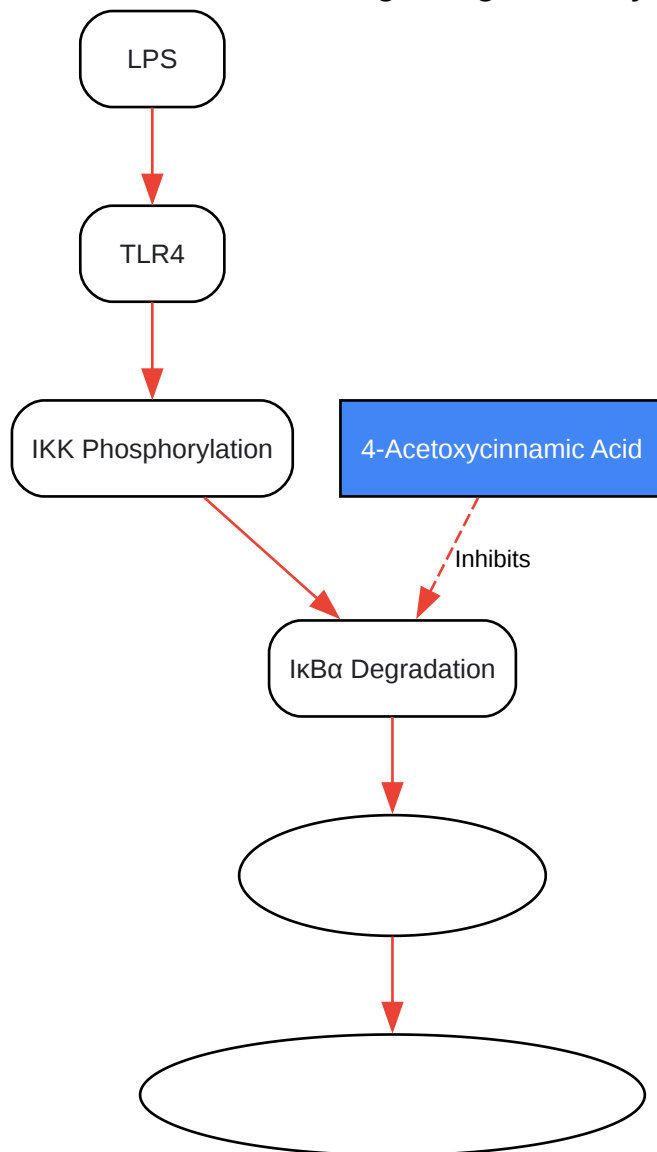 LPS
TLR4
IKK Phosphorylation
4-Acetoxycinnamic Acid
Inhibits
IκBα Degradation